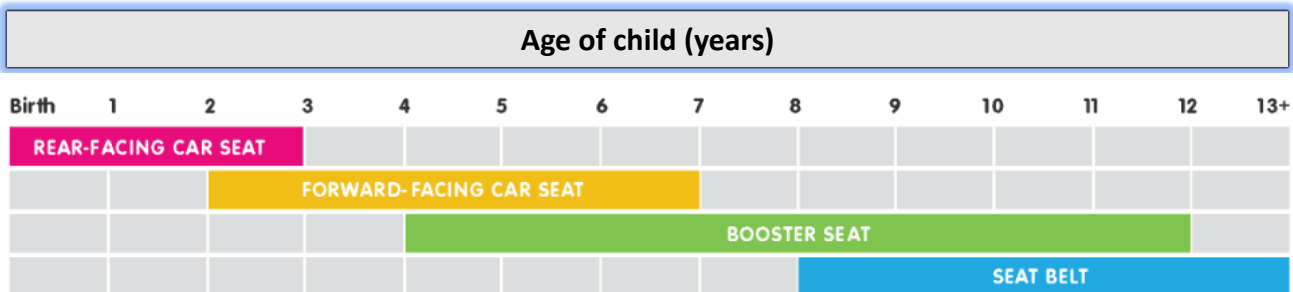 Age of child (years)
Birth 1 2 3 4 5 6 7 8 9 10 11 12 13+
REAR-FACING CAR SEAT
FORWARD-FACING CAR SEAT
BOOSTER SEAT
SEAT BELT